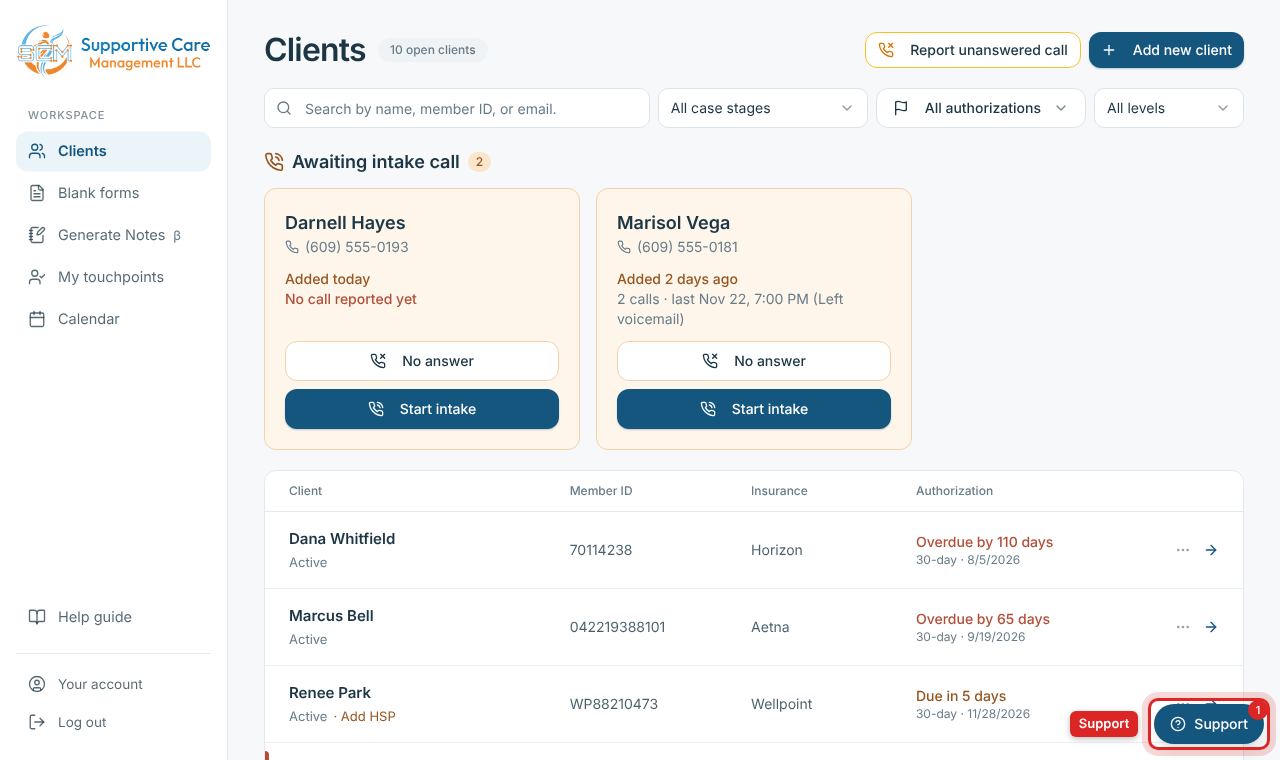 SCM
Supportive Care
Management LLC
WORKSPACE
Clients
Blank forms
Generate Notes β
My touchpoints
Calendar
Help guide
Your account
Log out
Clients
10 open clients
Report unanswered call
Add new client
Search by name, member ID, or email.
All case stages
All authorizations
All levels
Awaiting intake call 2
Darnell Hayes
(609) 555-0193
Added today
No call reported yet
No answer
Start intake
Marisol Vega
(609) 555-0181
Added 2 days ago
2 calls · last Nov 22, 7:00 PM (Left
voicemail)
No answer
Start intake
Client Member ID Insurance Authorization
Dana Whitfield
Active
70114238
Horizon
Overdue by 110 days
30-day · 8/5/2026
Marcus Bell
Active
042219388101
Aetna
Overdue by 65 days
30-day · 9/19/2026
Renee Park
Active · Add HSP
WP88210473
Wellpoint
Due in 5 days
30-day · 11/28/2026
Support
Support
1